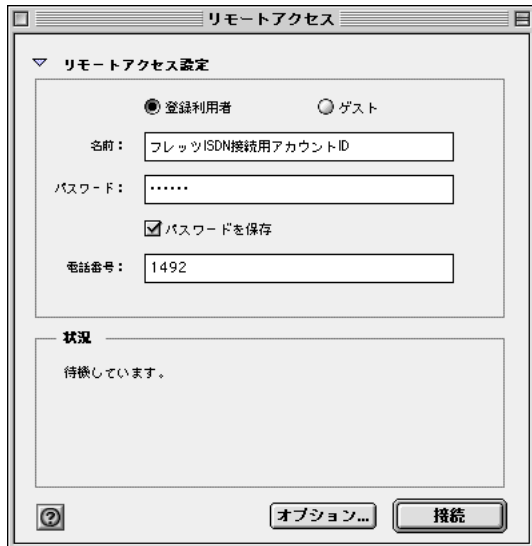 リモートアクセス
リモートアクセス設定
登録利用者 ゲスト
名前： フレッツISDN接続用アカウントID
パスワード： ••••••
パスワードを保存
電話番号： 1492
状況
待機しています。
? オプション... 接続